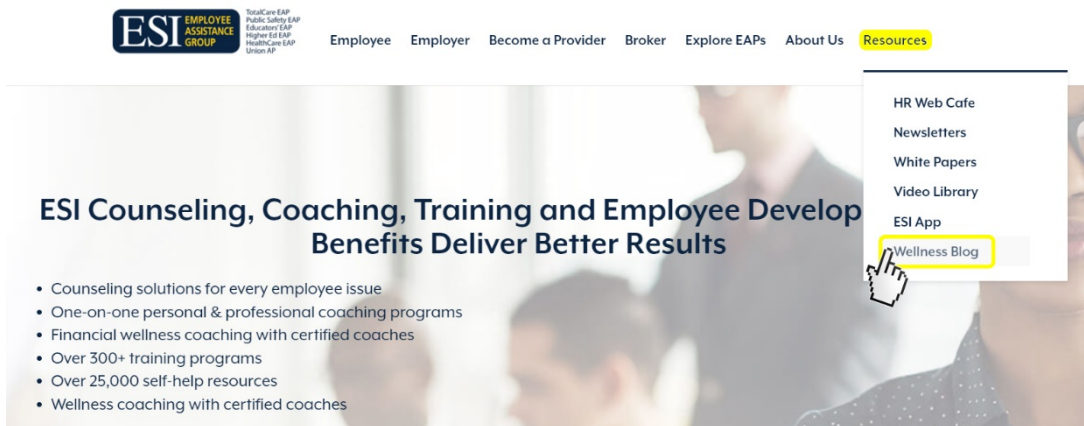 ESI EMPLOYEE ASSISTANCE GROUP
TotalCare EAP
Public Safety EAP
Educators' EAP
Higher Ed EAP
HealthCare EAP
Union AP
Employee Employer Become a Provider Broker Explore EAPs About Us Resources
HR Web Cafe
Newsletters
White Papers
Video Library
ESI App
Wellness Blog
ESI Counseling, Coaching, Training and Employee Develop
Benefits Deliver Better Results
• Counseling solutions for every employee issue
• One-on-one personal & professional coaching programs
• Financial wellness coaching with certified coaches
• Over 300+ training programs
• Over 25,000 self-help resources
• Wellness coaching with certified coaches